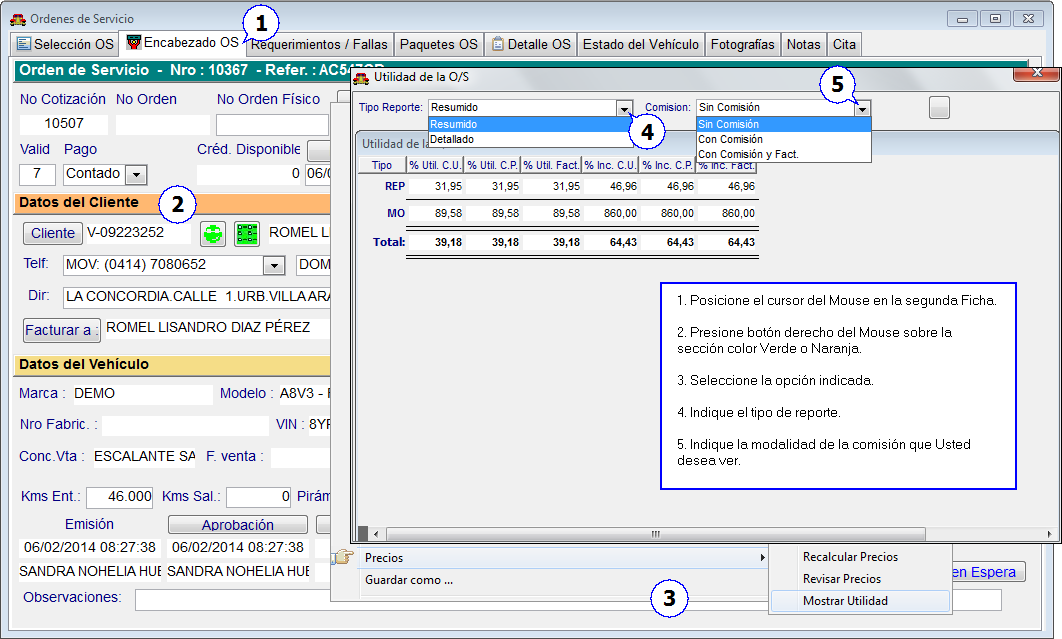 Ordenes de Servicio
1
Selección OS
Encabezado OS
Requerimientos / Fallas
Paquetes OS
Detalle OS
Estado del Vehículo
Fotografías
Notas
Cita
Orden de Servicio - Nro : 10367 - Refer. :
Utilidad de la O/S
No Cotización No Orden No Orden Físico
Tipo Reporte: Resumido Comision: Sin Comisión
5
10507
Resumido
Detallado
4
Sin Comisión
Con Comisión
Con Comisión y Fact.
Valid Pago Créd. Disponible
7 Contado 0 06/0
Utilidad de la
Tipo % Util. C.U. % Util. C.P. % Util. Fact. % Inc. C.U. % Inc. C.P. % Inc. Fact.
REP 31,95 31,95 31,95 46,96 46,96 46,96
MO 89,58 89,58 89,58 860,00 860,00 860,00
Total: 39,18 39,18 39,18 64,43 64,43 64,43
Datos del Cliente
2
Cliente V-09223252 ROMEL L
Telf: MOV: (0414) 7080652 DOM
Dir: LA CONCORDIA.CALLE 1.URB.VILLA ARA
Facturar a : ROMEL LISANDRO DIAZ PÉREZ
1. Posicione el cursor del Mouse en la segunda Ficha.
2. Presione botón derecho del Mouse sobre la
sección color Verde o Naranja.
3. Seleccione la opción indicada.
4. Indique el tipo de reporte.
5. Indique la modalidad de la comisión que Usted
desea ver.
Datos del Vehículo
Marca : DEMO Modelo : A8V3 -
Nro Fabric. : VIN : 8YF
Conc.Vta : ESCALANTE SA F. venta :
Kms Ent.: 46.000 Kms Sal.: 0 Pirám
Emisión Aprobación
06/02/2014 08:27:38 06/02/2014 08:27:38
SANDRA NOHELIA HUE SANDRA NOHELIA HUE
Observaciones:
Precios
Guardar como ...
3
Recalcular Precios
Revisar Precios
Mostrar Utilidad
en Espera